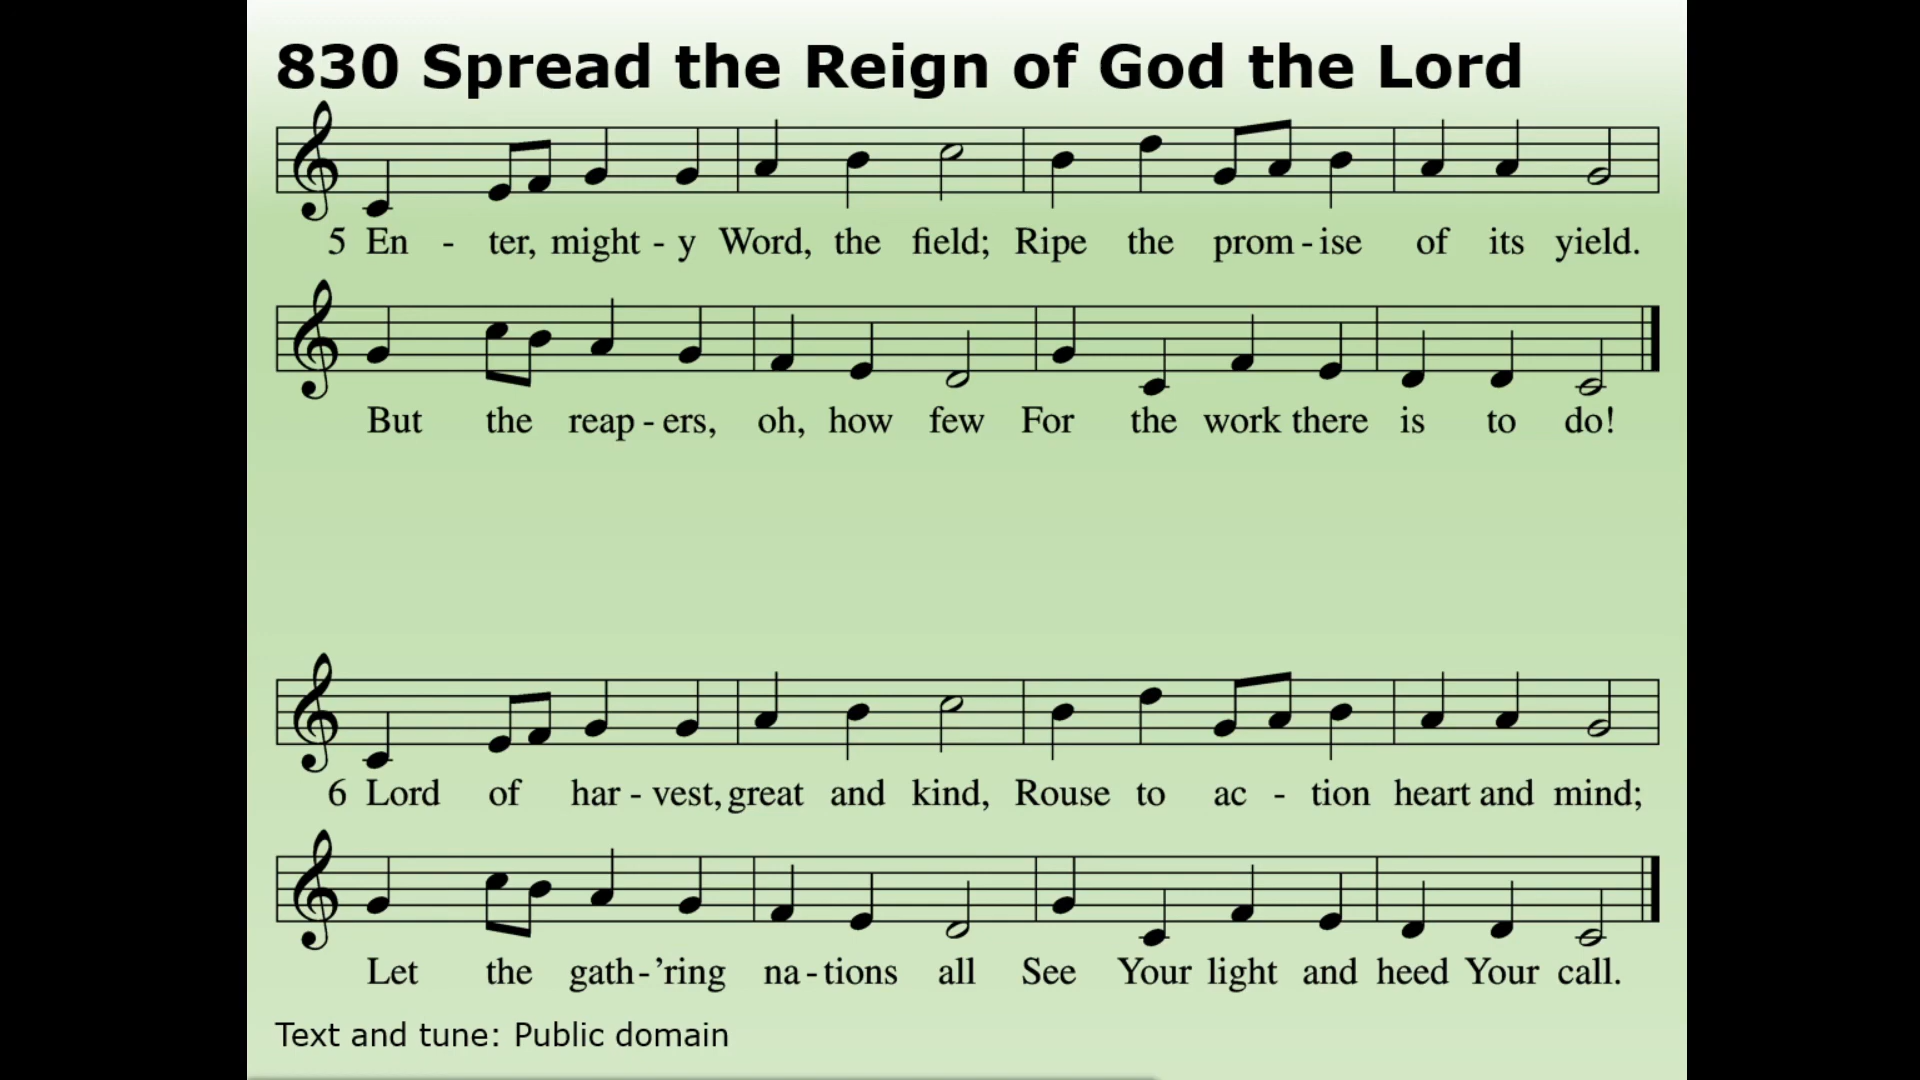 830 Spread the Reign of God the Lord
5 En - ter, might - y Word, the field; Ripe the prom - ise of its yield.
But the reap - ers, oh, how few For the work there is to do!
6 Lord of har - vest, great and kind, Rouse to ac - tion heart and mind;
Let the gath - ’ring na - tions all See Your light and heed Your call.
Text and tune: Public domain